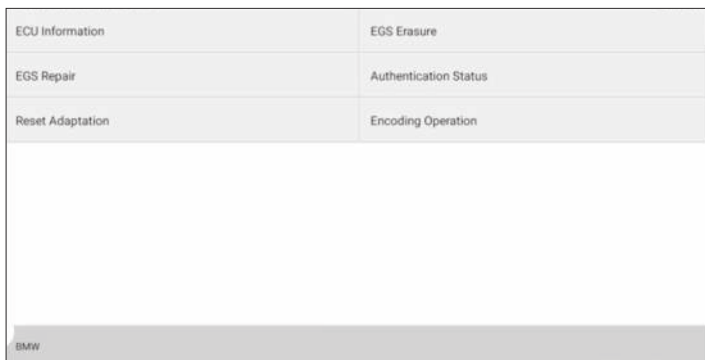 ECU Information
EGS Erasure
EGS Repair
Authentication Status
Reset Adaptation
Encoding Operation
BMW